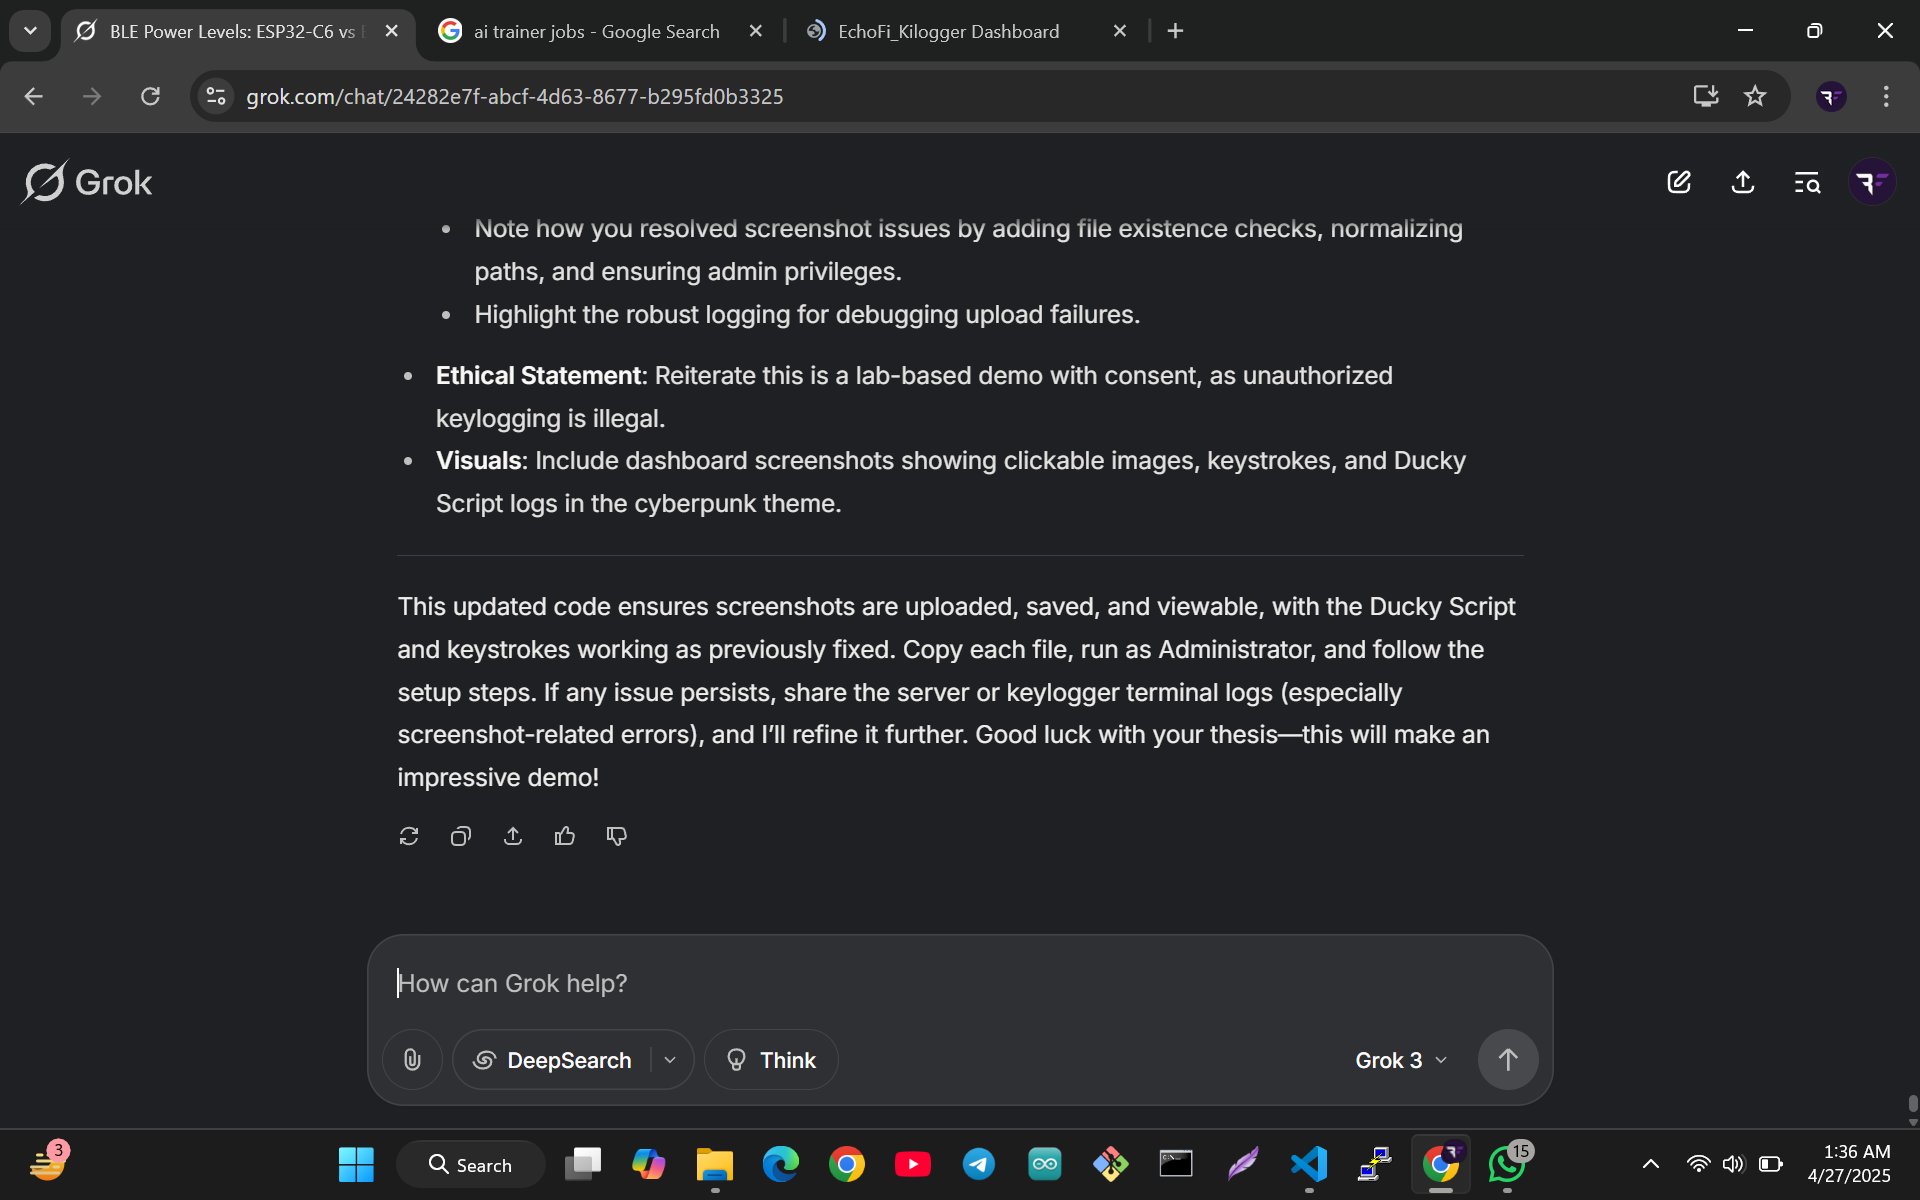 BLE Power Levels: ESP32-C6 vs
ai trainer jobs - Google Search
EchoFi_Kilogger Dashboard
grok.com/chat/24282e7f-abcf-4d63-8677-b295fd0b3325
Grok
Note how you resolved screenshot issues by adding file existence checks, normalizing
paths, and ensuring admin privileges.
Highlight the robust logging for debugging upload failures.
Ethical Statement: Reiterate this is a lab-based demo with consent, as unauthorized
keylogging is illegal.
Visuals: Include dashboard screenshots showing clickable images, keystrokes, and Ducky
Script logs in the cyberpunk theme.
This updated code ensures screenshots are uploaded, saved, and viewable, with the Ducky Script
and keystrokes working as previously fixed. Copy each file, run as Administrator, and follow the
setup steps. If any issue persists, share the server or keylogger terminal logs (especially
screenshot-related errors), and I’ll refine it further. Good luck with your thesis—this will make an
impressive demo!
How can Grok help?
DeepSearch
Think
Grok 3
3
Search
15
1:36 AM
4/27/2025